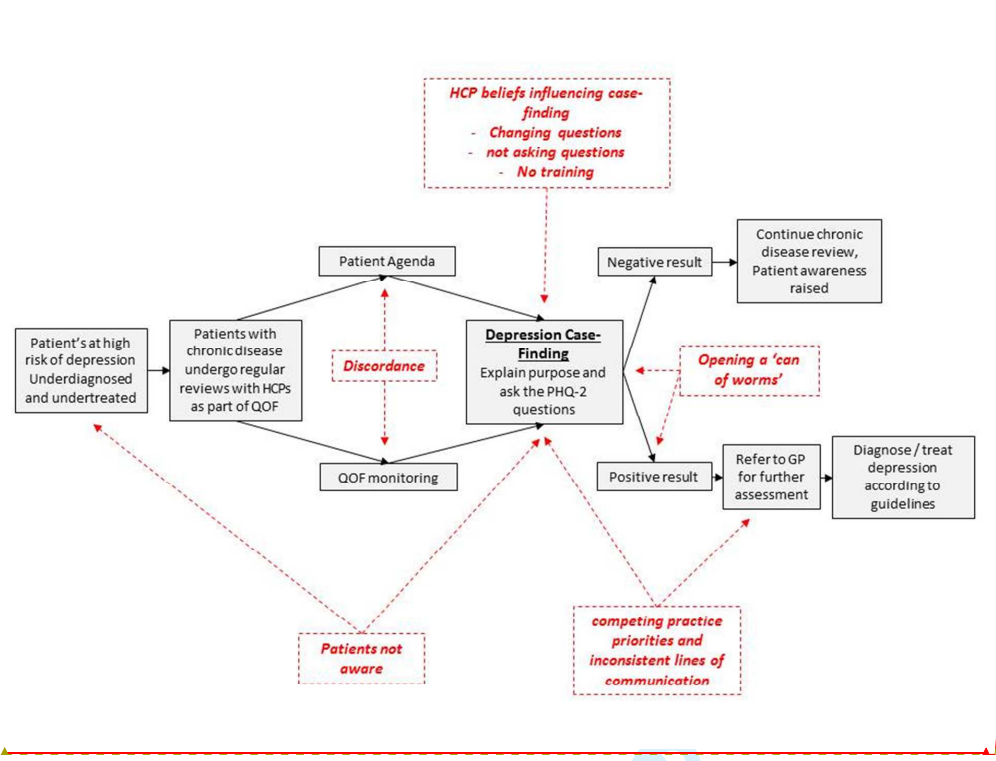 HCP beliefs influencing case-
finding
- Changing questions
- not asking questions
- No training
Patient Agenda
Negative result
Continue chronic
disease review,
Patient awareness
raised
Patient's at high
risk of depression
Underdiagnosed
and undertreated
Patients with
chronic disease
undergo regular
reviews with HCPs
as part of QOF
Discordance
Depression Case-
Finding
Explain purpose and
ask the PHQ-2
questions
Opening a ‘can
of worms’
QOF monitoring
Positive result
Refer to GP
for further
assessment
Diagnose / treat
depression
according to
guidelines
Patients not
aware
competing practice
priorities and
inconsistent lines of
communication